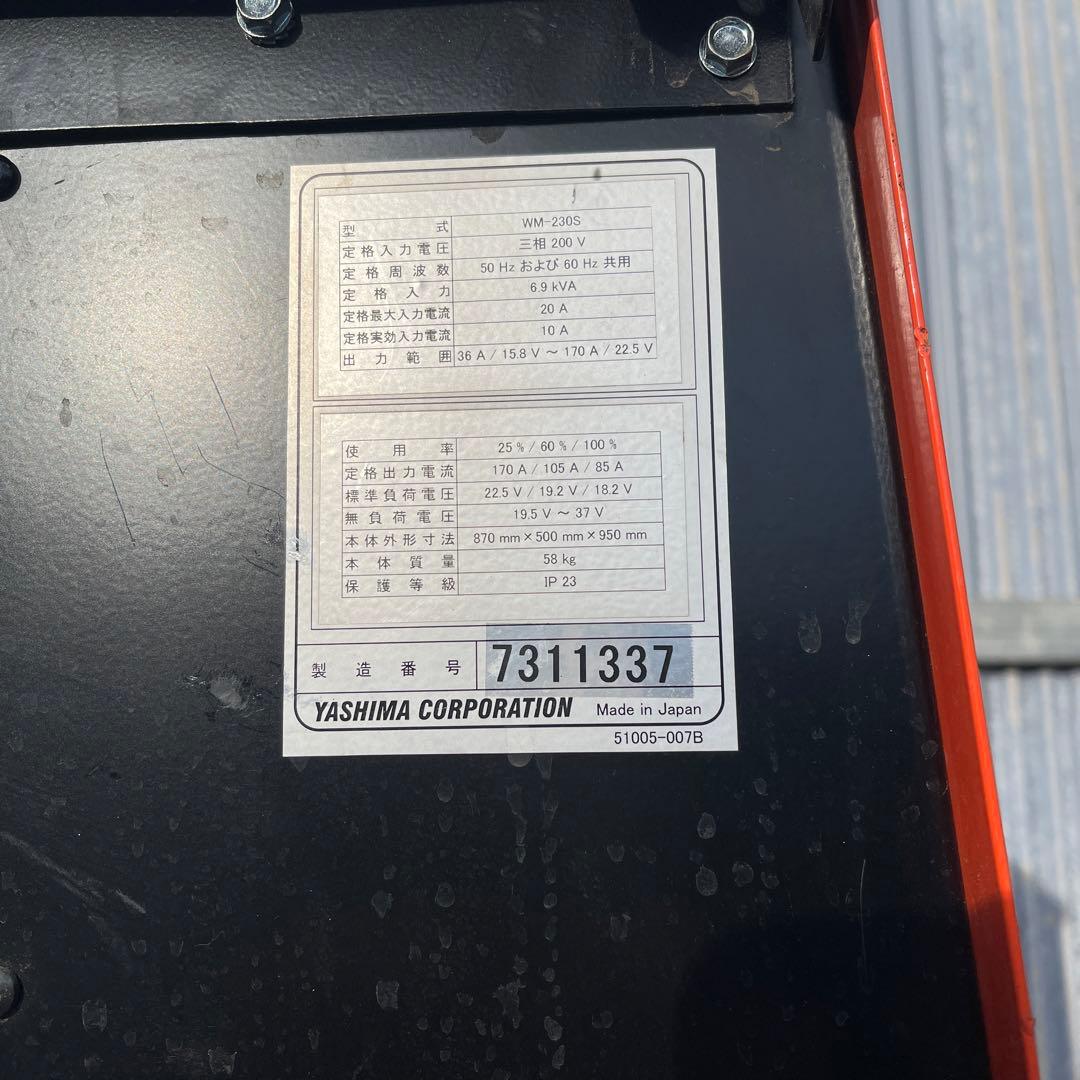 型式 WM-230S
定格入力電圧 三相 200 V
定格周波数 50 Hz および 60 Hz 共用
定格入力 6.9 kVA
定格最大入力電流 20 A
定格実効入力電流 10 A
出力範囲 36 A / 15.8 V ~ 170 A / 22.5 V
使用率 25 % / 60 % / 100 %
定格出力電流 170 A / 105 A / 85 A
標準負荷電圧 22.5 V / 19.2 V / 18.2 V
無負荷電圧 19.5 V ~ 37 V
本体外形寸法 870 mm × 500 mm × 950 mm
本体質量 58 kg
保護等級 IP 23
製造番号 7311337
YASHIMA CORPORATION Made in Japan
51005-007B